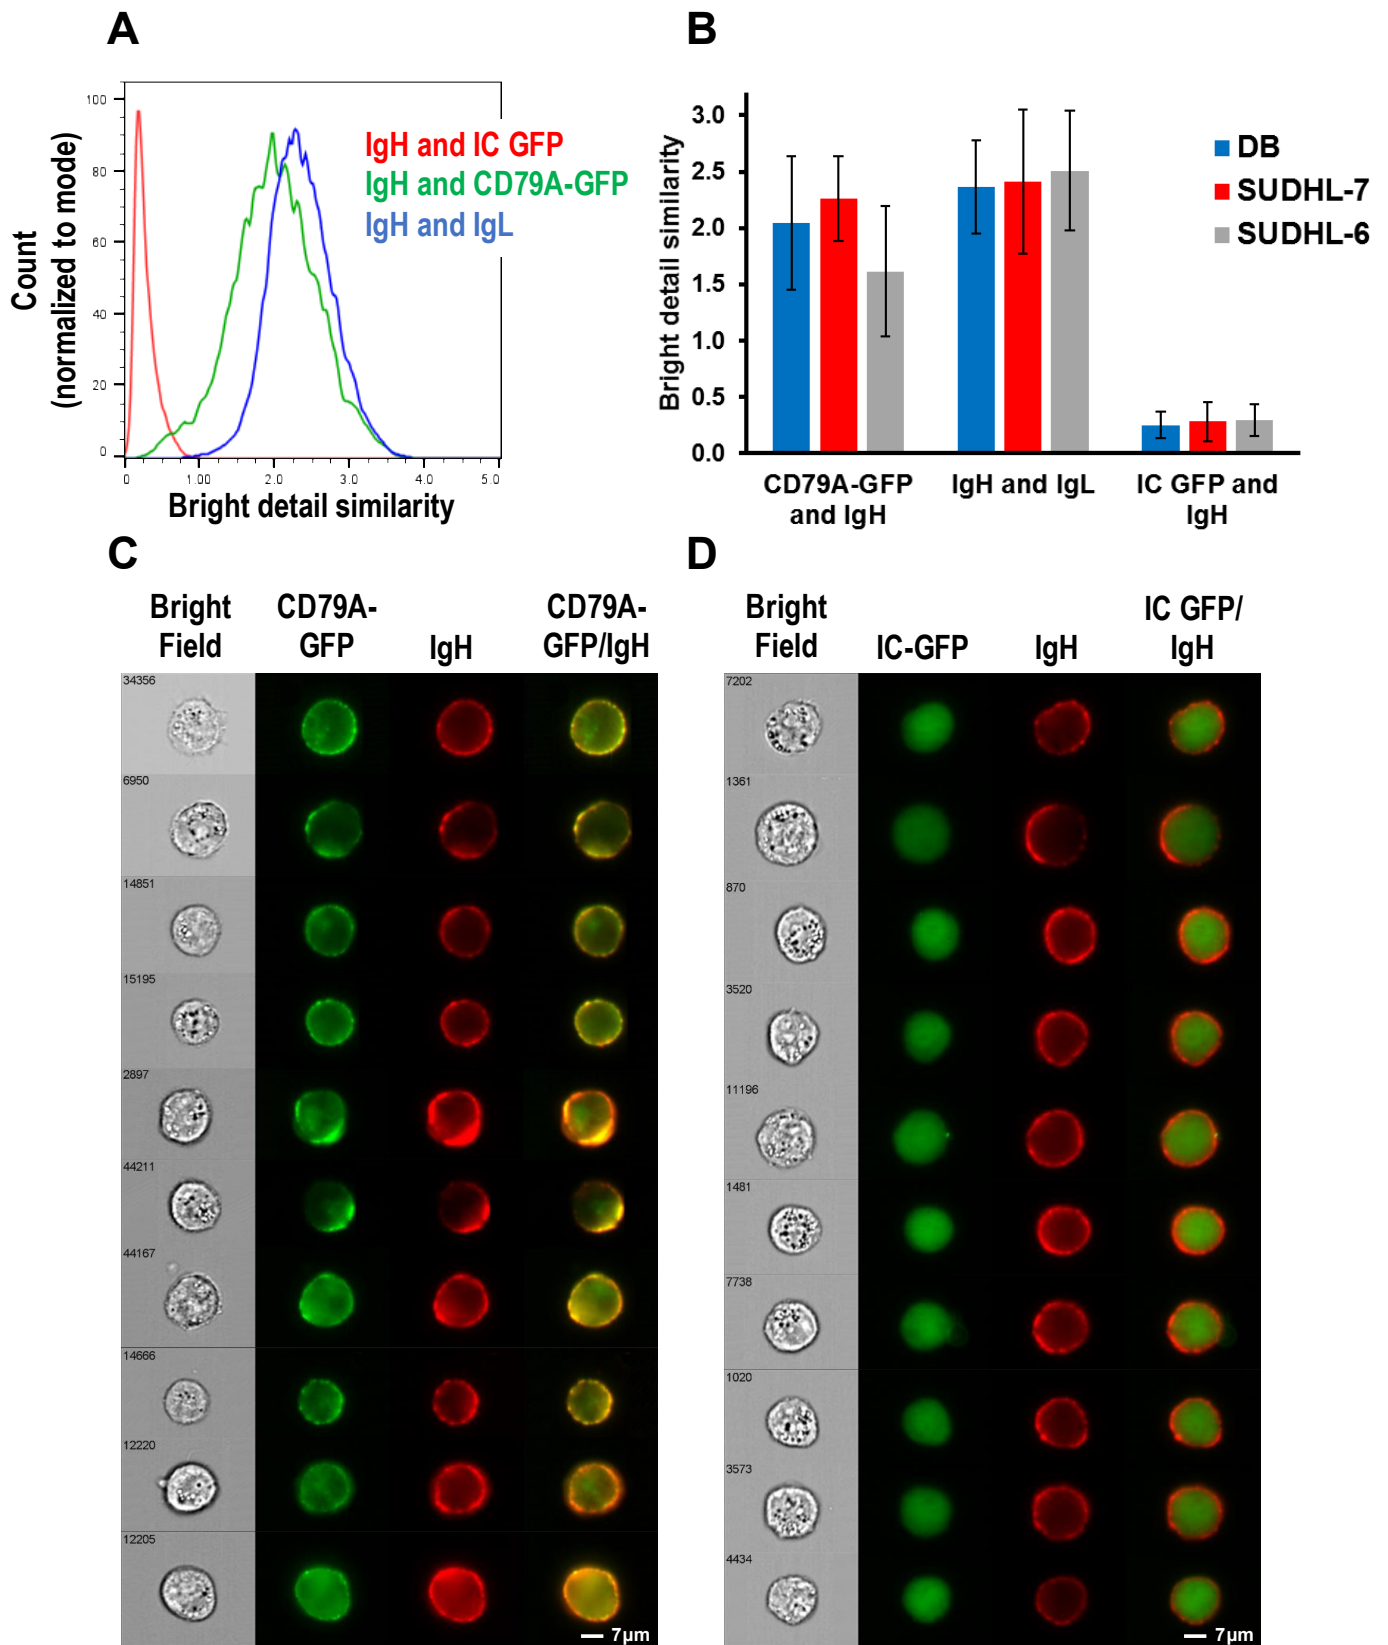 A
Count
(normalized to mode)
100
80
60
40
20
0
0
1.00
2.0
3.0
4.0
5.0
Bright detail similarity
IgH and IC GFP
IgH and CD79A-GFP
IgH and IgL
B
Bright detail similarity
3.0
2.5
2.0
1.5
1.0
0.5
0.0
CD79A-GFP
and IgH
IgH and IgL
IC GFP and
IgH
DB
SUDHL-7
SUDHL-6
C
Bright
Field
CD79A-
GFP
IgH
CD79A-
GFP/IgH
34356
6950
14851
15195
2897
44211
44167
14666
12220
12205
7µm
D
Bright
Field
IC-GFP
IgH
IC GFP/
IgH
7202
1361
870
3520
11196
1481
7738
1020
3573
4434
7µm